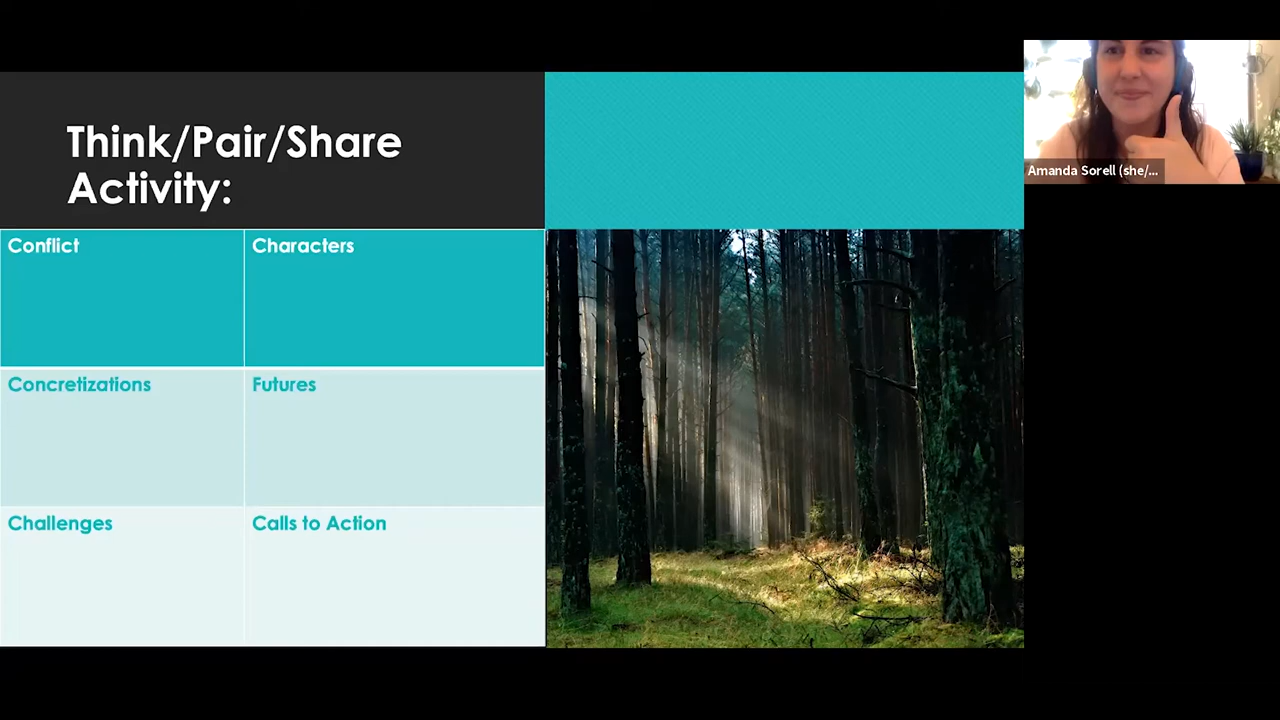 Think/Pair/Share
Activity:
Conflict
Characters
Concretizations
Futures
Challenges
Calls to Action
Amanda Sorell (she/...